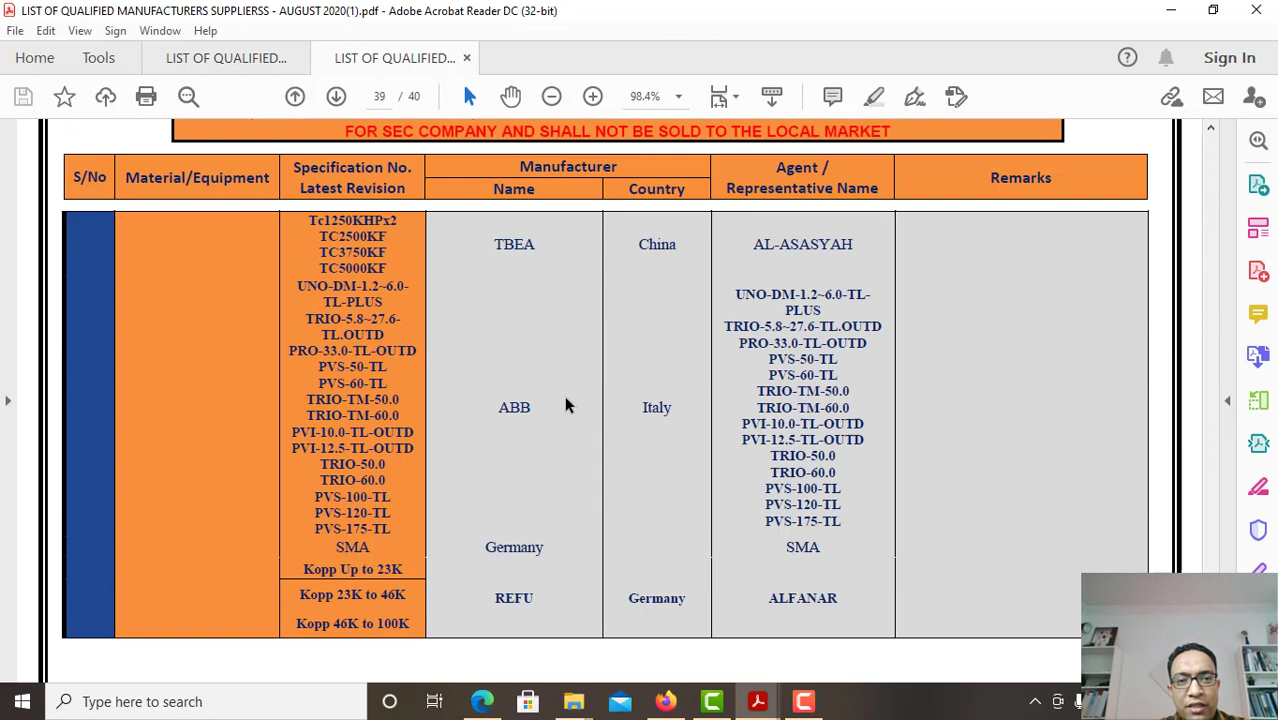 LIST OF QUALIFIED MANUFACTURERS SUPPLIERSS - AUGUST 2020(1).pdf - Adobe Acrobat Reader DC (32-bit)
File Edit View Sign Window Help
Home Tools LIST OF QUALIFIED... LIST OF QUALIFIED... ×
Sign In
39 / 40
98.4%
FOR SEC COMPANY AND SHALL NOT BE SOLD TO THE LOCAL MARKET
S/No
Material/Equipment
Specification No.
Latest Revision
Manufacturer
Name
Country
Agent /
Representative Name
Remarks
Tc1250KHPx2
TC2500KF
TC3750KF
TC5000KF
TBEA
China
AL-ASASYAH
UNO-DM-1.2~6.0-
TL-PLUS
TRIO-5.8~27.6-
TL.OUTD
PRO-33.0-TL-OUTD
PVS-50-TL
PVS-60-TL
TRIO-TM-50.0
TRIO-TM-60.0
PVI-10.0-TL-OUTD
PVI-12.5-TL-OUTD
TRIO-50.0
TRIO-60.0
PVS-100-TL
PVS-120-TL
PVS-175-TL
ABB
Italy
UNO-DM-1.2~6.0-TL-
PLUS
TRIO-5.8~27.6-TL.OUTD
PRO-33.0-TL-OUTD
PVS-50-TL
PVS-60-TL
TRIO-TM-50.0
TRIO-TM-60.0
PVI-10.0-TL-OUTD
PVI-12.5-TL-OUTD
TRIO-50.0
TRIO-60.0
PVS-100-TL
PVS-120-TL
PVS-175-TL
SMA
Germany
SMA
Kopp Up to 23K
Kopp 23K to 46K
Kopp 46K to 100K
REFU
Germany
ALFANAR
Type here to search